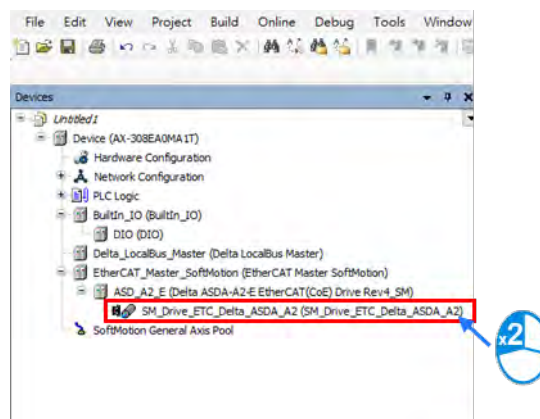 File Edit View Project Build Online Debug Tools Window
Devices
Untitled1
Device (AX-308EA0MA1T)
Hardware Configuration
Network Configuration
PLC Logic
BuiltIn_IO (BuiltIn_IO)
DIO (DIO)
Delta_LocalBus_Master (Delta LocalBus Master)
EtherCAT_Master_SoftMotion (EtherCAT Master SoftMotion)
ASD_A2_E (Delta ASDA-A2-E EtherCAT(CoE) Drive Rev4_SM)
SM_Drive_ETC_Delta_ASDA_A2 (SM_Drive_ETC_Delta_ASDA_A2)
x2
SoftMotion General Axis Pool